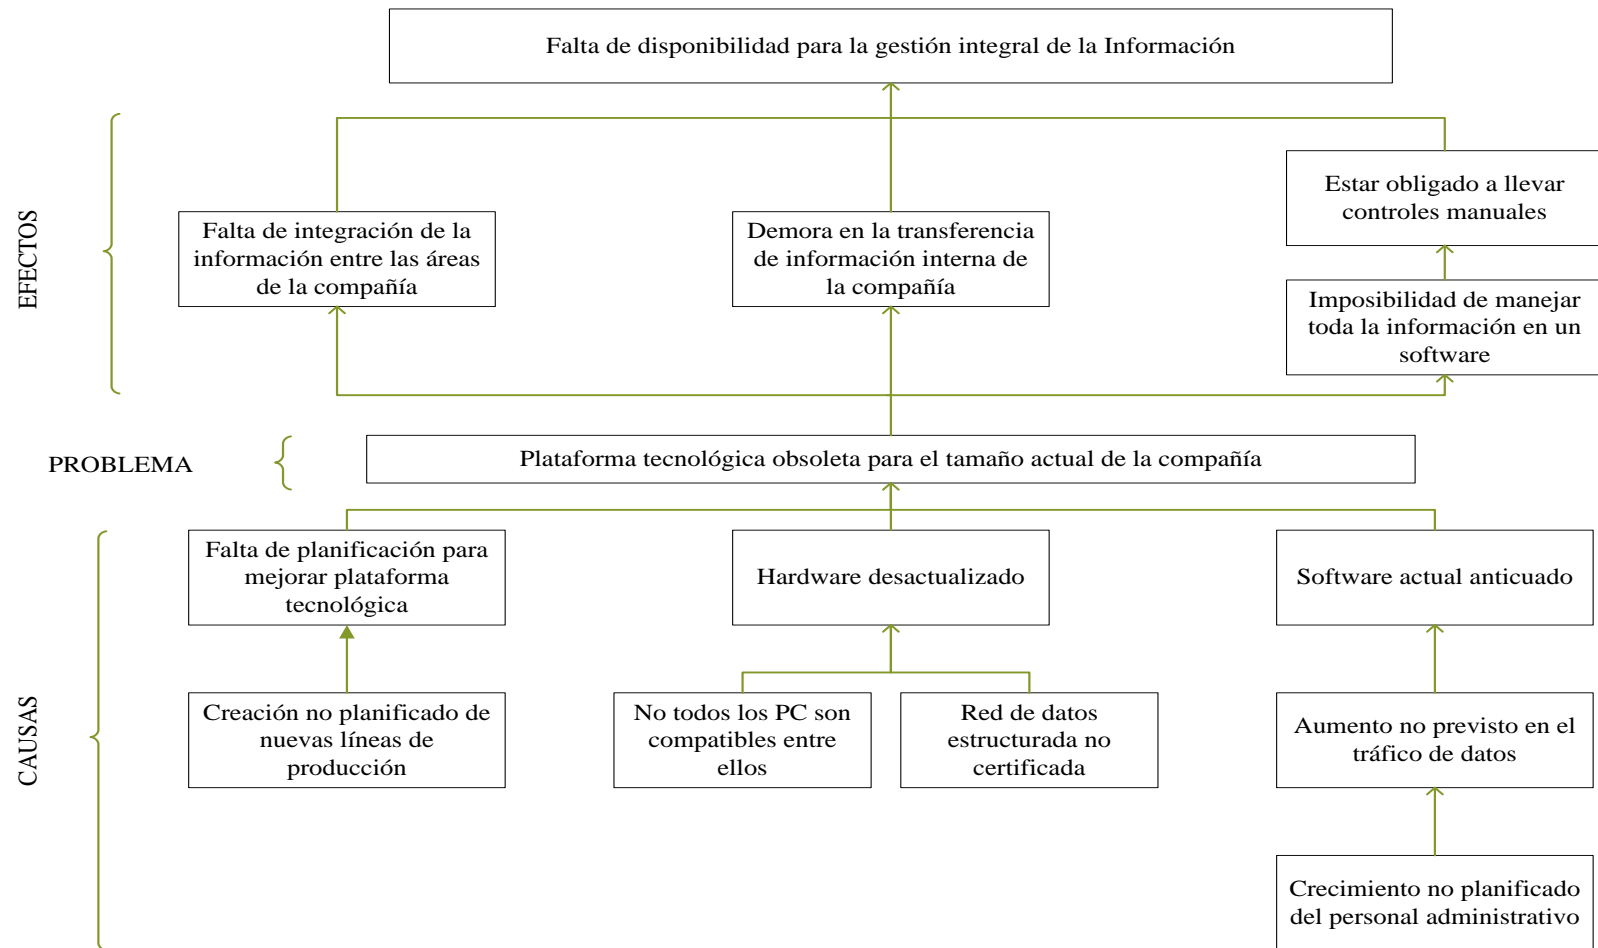 Falta de disponibilidad para la gestión integral de la Información
EFECTOS
Falta de integración de la
información entre las áreas
de la compañía
Demora en la transferencia
de información interna de
la compañía
Estar obligado a llevar
controles manuales
Imposibilidad de manejar
toda la información en un
software
PROBLEMA
Plataforma tecnológica obsoleta para el tamaño actual de la compañía
CAUSAS
Falta de planificación para
mejorar plataforma
tecnológica
Hardware desactualizado
Software actual anticuado
Creación no planificado de
nuevas líneas de
producción
No todos los PC son
compatibles entre
ellos
Red de datos
estructurada no
certificada
Aumento no previsto en el
tráfico de datos
Crecimiento no planificado
del personal administrativo